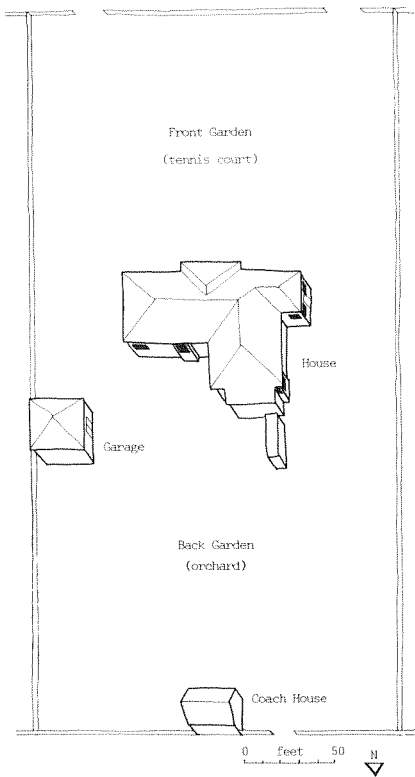 Front Garden
(tennis court)
House
Garage
Back Garden
(orchard)
Coach House
0 feet 50
N